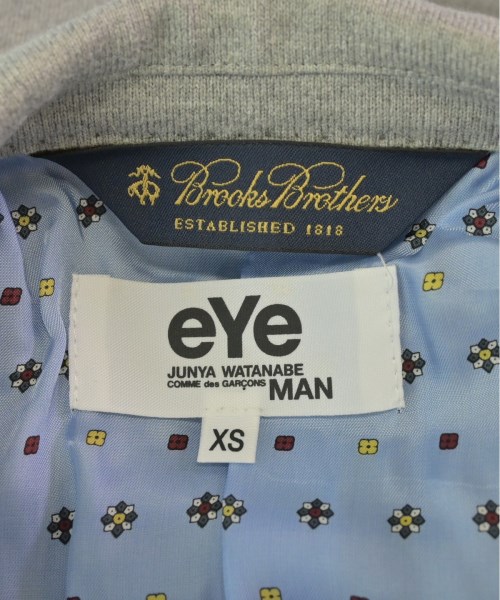 Brooks Brothers
ESTABLISHED 1818
eYe
JUNYA WATANABE
COMME des GARÇONS MAN
XS